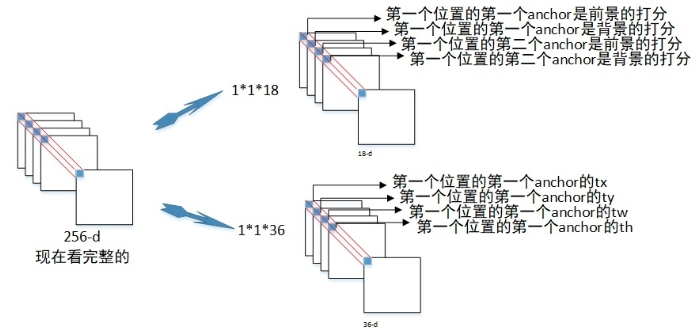 第一个位置的第一个anchor是前景的打分
第一个位置的第一个anchor是背景的打分
第一个位置的第二个anchor是前景的打分
第一个位置的第二个anchor是背景的打分
1*1*18
18-d
256-d
现在看完整的
第一个位置的第一个anchor的tx
第一个位置的第一个anchor的ty
第一个位置的第一个anchor的tw
第一个位置的第一个anchor的th
1*1*36
36-d